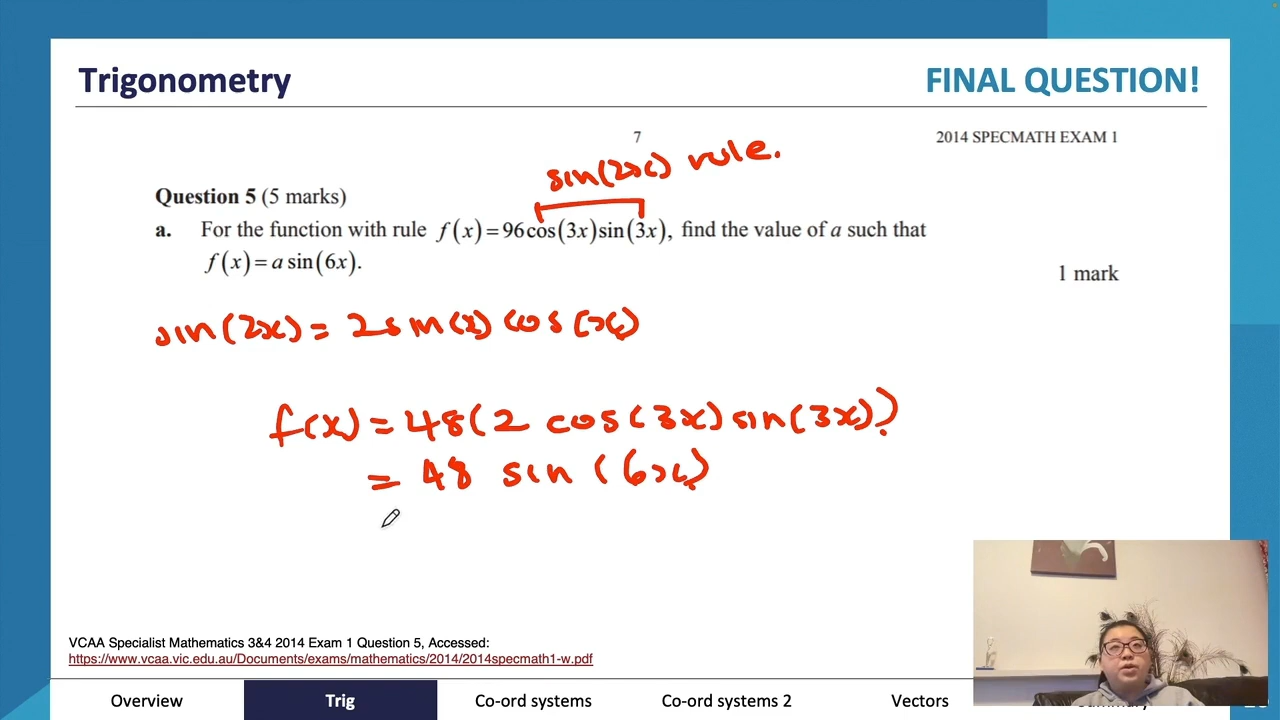 Trigonometry
FINAL QUESTION!
7
2014 SPECMATH EXAM 1
sin(2x) rule.
Question 5 (5 marks)
a. For the function with rule f(x)=96cos(3x)sin(3x), find the value of a such that
f(x)= a sin(6x).
1 mark
sin(2x) = 2sin(x) cos(x)
f(x) = 48(2 cos(3x) sin(3x))
= 48 sin (6x)
VCAA Specialist Mathematics 3&4 2014 Exam 1 Question 5, Accessed:
https://www.vcaa.vic.edu.au/Documents/exams/mathematics/2014/2014specmath1-w.pdf
Overview
Trig
Co-ord systems
Co-ord systems 2
Vectors